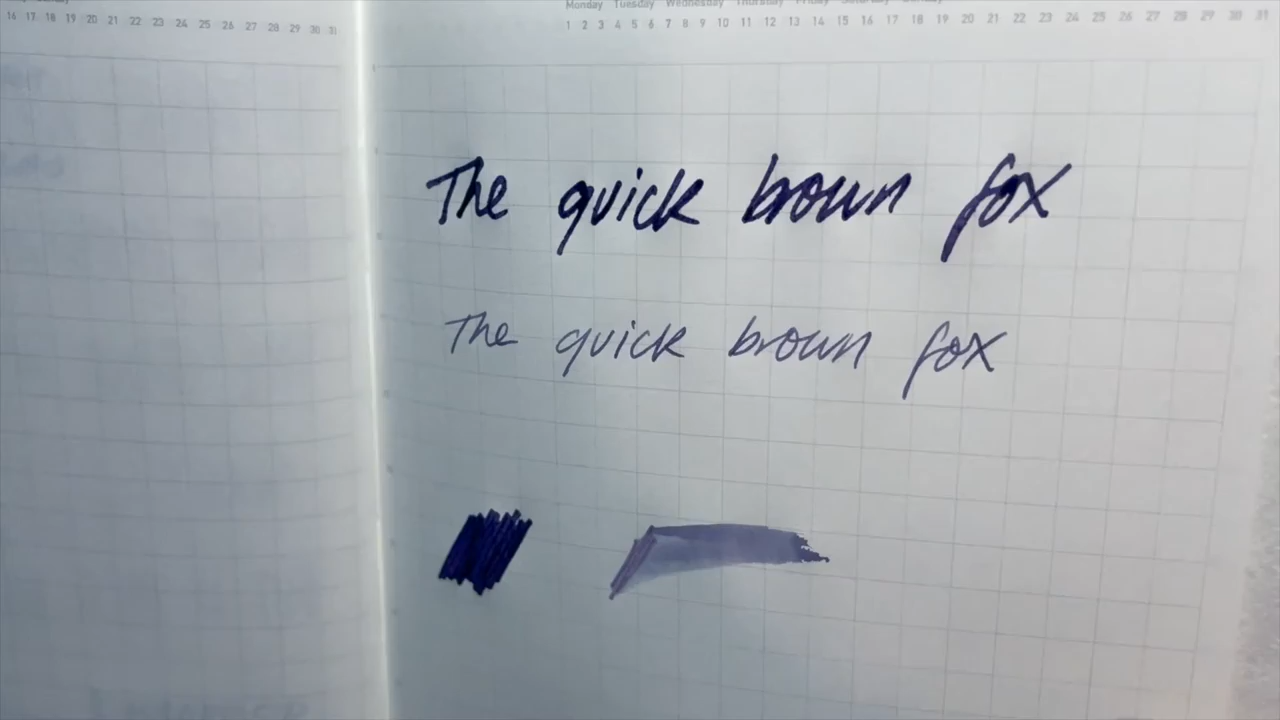 16 17 18 19 20 21 22 23 24 25 26 27 28 29 30 31
Monday Tuesday Wednesday Thursday Friday Saturday Sunday
1 2 3 4 5 6 7 8 9 10 11 12 13 14 15 16 17 18 19 20 21 22 23 24 25 26 27 28 29 30 31
The quick brown fox
The quick brown fox